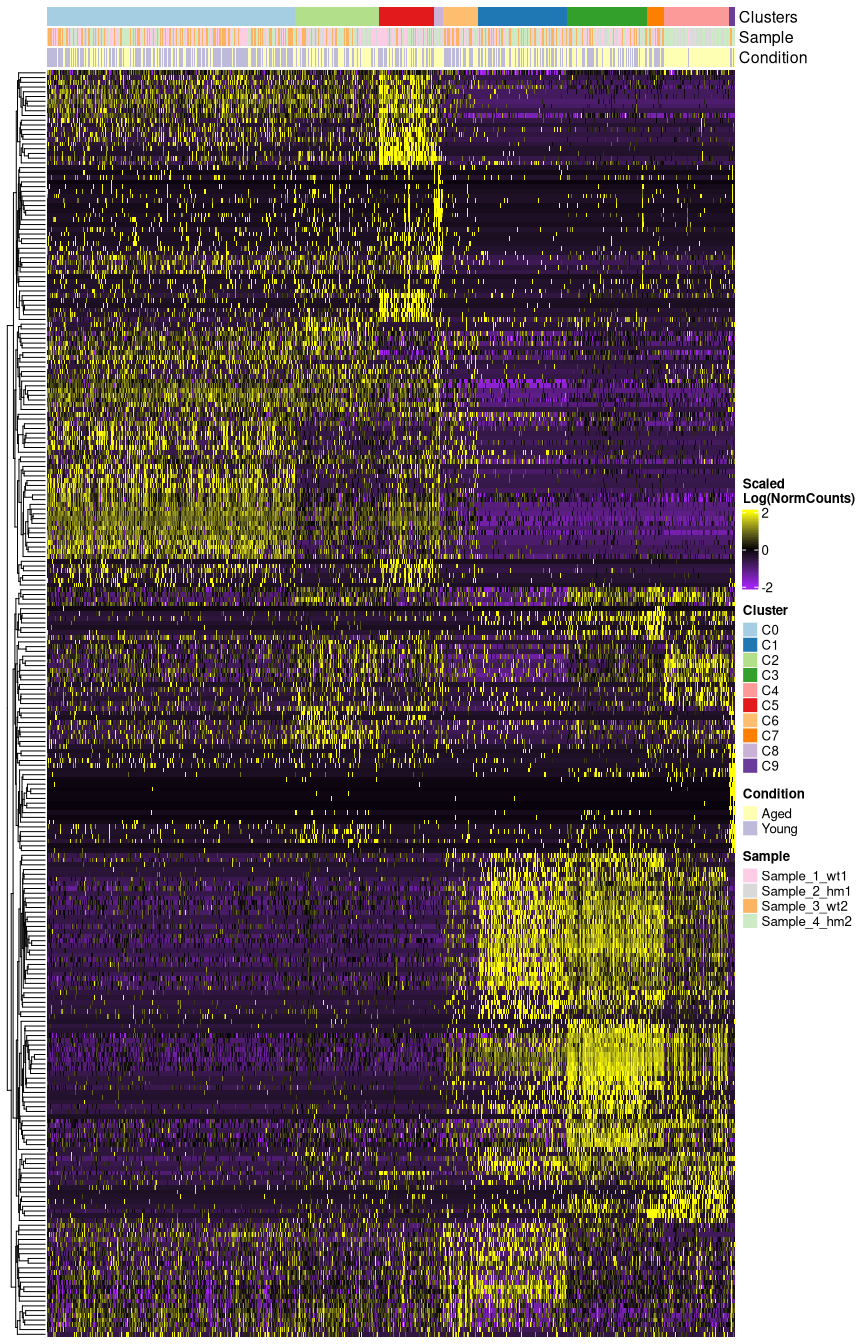 Clusters
Sample
Condition
Scaled
Log(NormCounts)
2
0
-2
Cluster
C0
C1
C2
C3
C4
C5
C6
C7
C8
C9
Condition
Aged
Young
Sample
Sample_1_wt1
Sample_2_hm1
Sample_3_wt2
Sample_4_hm2